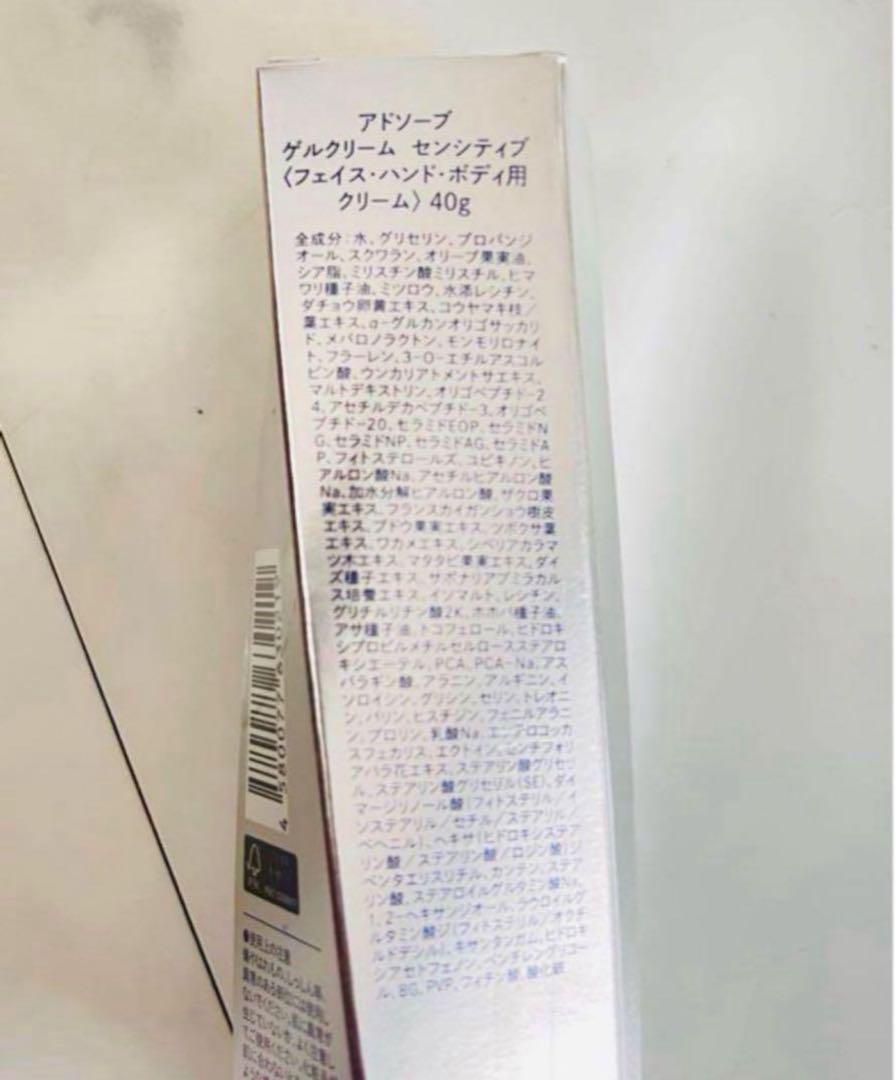 アドソーブ
ゲルクリーム センシティブ
〈フェイス・ハンド・ボディ用
クリーム〉 40g
全成分：水、グリセリン、プロパンジ
オール、スクワラン、オリーブ果実油、
シア脂、ミリスチン酸ミリスチル、ヒマ
ワリ種子油、ミツロウ、水添レシチン、
ダチョウ卵黄エキス、コウヤマキ枝／
葉エキス、α-グルカンオリゴサッカリ
ド、メバロノラクトン、モンモリロナイ
ト、フラーレン、3-O-エチルアスコル
ビン酸、ウンカリアトメントサエキス、
マルトデキストリン、オリゴペプチド-2
4、アセチルデカペプチド-3、オリゴペ
プチド-20、セラミドEOP、セラミドN
G、セラミドNP、セラミドAG、セラミドA
P、フィトステロールズ、ユビキノン、ヒ
アルロン酸Na、アセチルヒアルロン酸
Na、加水分解ヒアルロン酸、ザクロ果
実エキス、フランスカイガンショウ樹皮
エキス、ブドウ果実エキス、ツボクサ葉
エキス、ワカメエキス、シベリアカラマ
ツ木エキス、マタタビ果実エキス、ダイ
ズ種子エキス、サポナリアプミラカル
ス培養エキス、イソマルト、レシチン、
グリチルリチン酸2K、ホホバ種子油、
アサ種子油、トコフェロール、ヒドロキ
シプロピルメチルセルロースステアロ
キシエーテル、PCA、PCA-Na、アス
パラギン酸、アラニン、アルギニン、イ
ソロイシン、グリシン、セリン、トレオニ
ン、バリン、ヒスチジン、フェニルアラニ
ン、プロリン、乳酸Na、エンテロコッカ
スフェカリス、エクトイン、センチフォリ
アバラ花エキス、ステアリン酸グリセリ
ル、ステアリン酸グリセリル(SE)、ダイ
マージリノール酸(フィトステリル／イ
ソステアリル／セチル／ステアリル／
ベヘニル)、ヘキサ(ヒドロキシステア
リン酸／ステアリン酸／ロジン酸)ジ
ペンタエリスリチル、カンテン、ステア
リン酸、ステアロイルグルタミン酸Na、
1,2-ヘキサンジオール、ラウロイルグ
ルタミン酸ジ(フィトステリル／オクチ
ルドデシル)、キサンタンガム、ヒドロキ
シアセトフェノン、ペンチレングリコー
ル、BG、PVP、フィチン酸、酸化銀
●使用上の注意